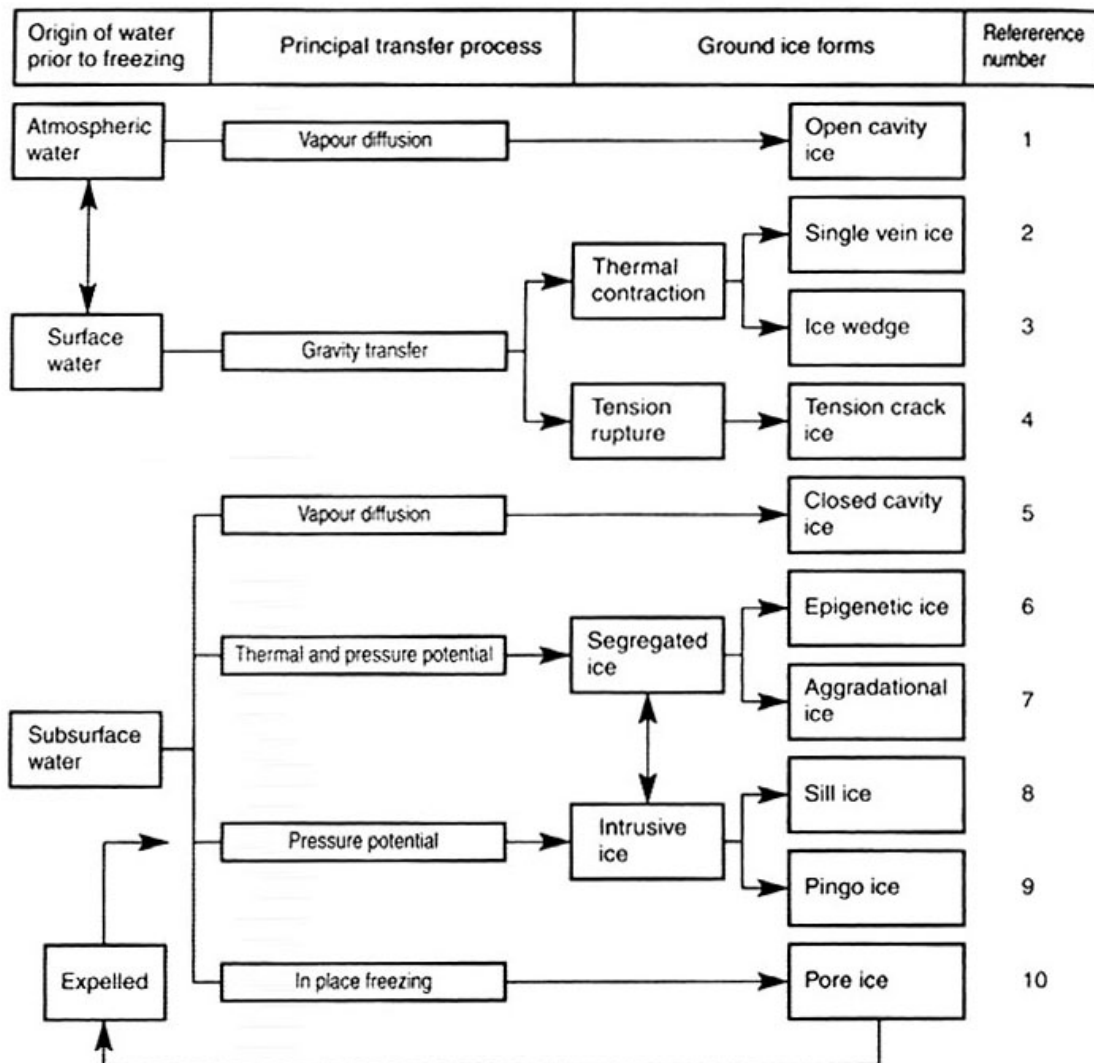 Origin of water
prior to freezing
Principal transfer process
Ground ice forms
Refererence
number
Atmospheric
water
Vapour diffusion
Open cavity
ice
1
Single vein ice
2
Thermal
contraction
Ice wedge
3
Surface
water
Gravity transfer
Tension
rupture
Tension crack
ice
4
Vapour diffusion
Closed cavity
ice
5
Epigenetic ice
6
Thermal and pressure potential
Segregated
ice
Aggradational
ice
7
Subsurface
water
Sill ice
8
Pressure potential
Intrusive
ice
Pingo ice
9
Expelled
In place freezing
Pore ice
10